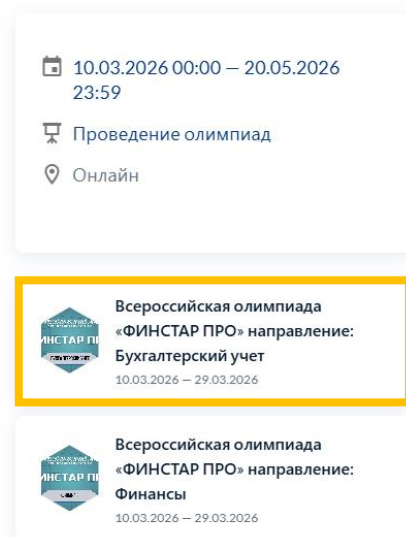 10.03.2026 00:00 — 20.05.2026
23:59
Проведение олимпиад
Онлайн
Всероссийская олимпиада
«ФИНСТАР ПРО» направление:
Бухгалтерский учет
10.03.2026 — 29.03.2026
Всероссийская олимпиада
«ФИНСТАР ПРО» направление:
Финансы
10.03.2026 — 29.03.2026